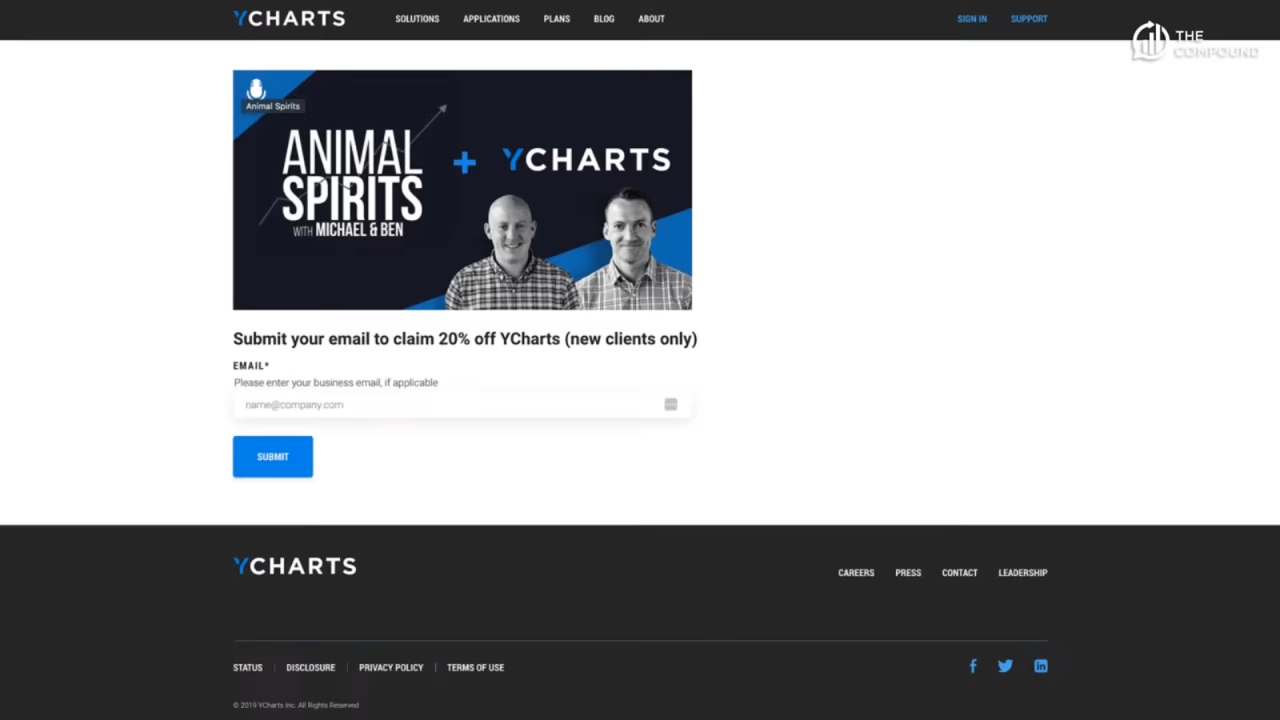 YCHARTS
SOLUTIONS
APPLICATIONS
PLANS
BLOG
ABOUT
SIGN IN
SUPPORT
THE
COMPOUND
Animal Spirits
ANIMAL
SPIRITS
WITH MICHAEL & BEN
YCHARTS
Submit your email to claim 20% off YCharts (new clients only)
EMAIL*
Please enter your business email, if applicable
name@company.com
SUBMIT
YCHARTS
CAREERS
PRESS
CONTACT
LEADERSHIP
STATUS
DISCLOSURE
PRIVACY POLICY
TERMS OF USE
© 2019 YCharts Inc. All Rights Reserved